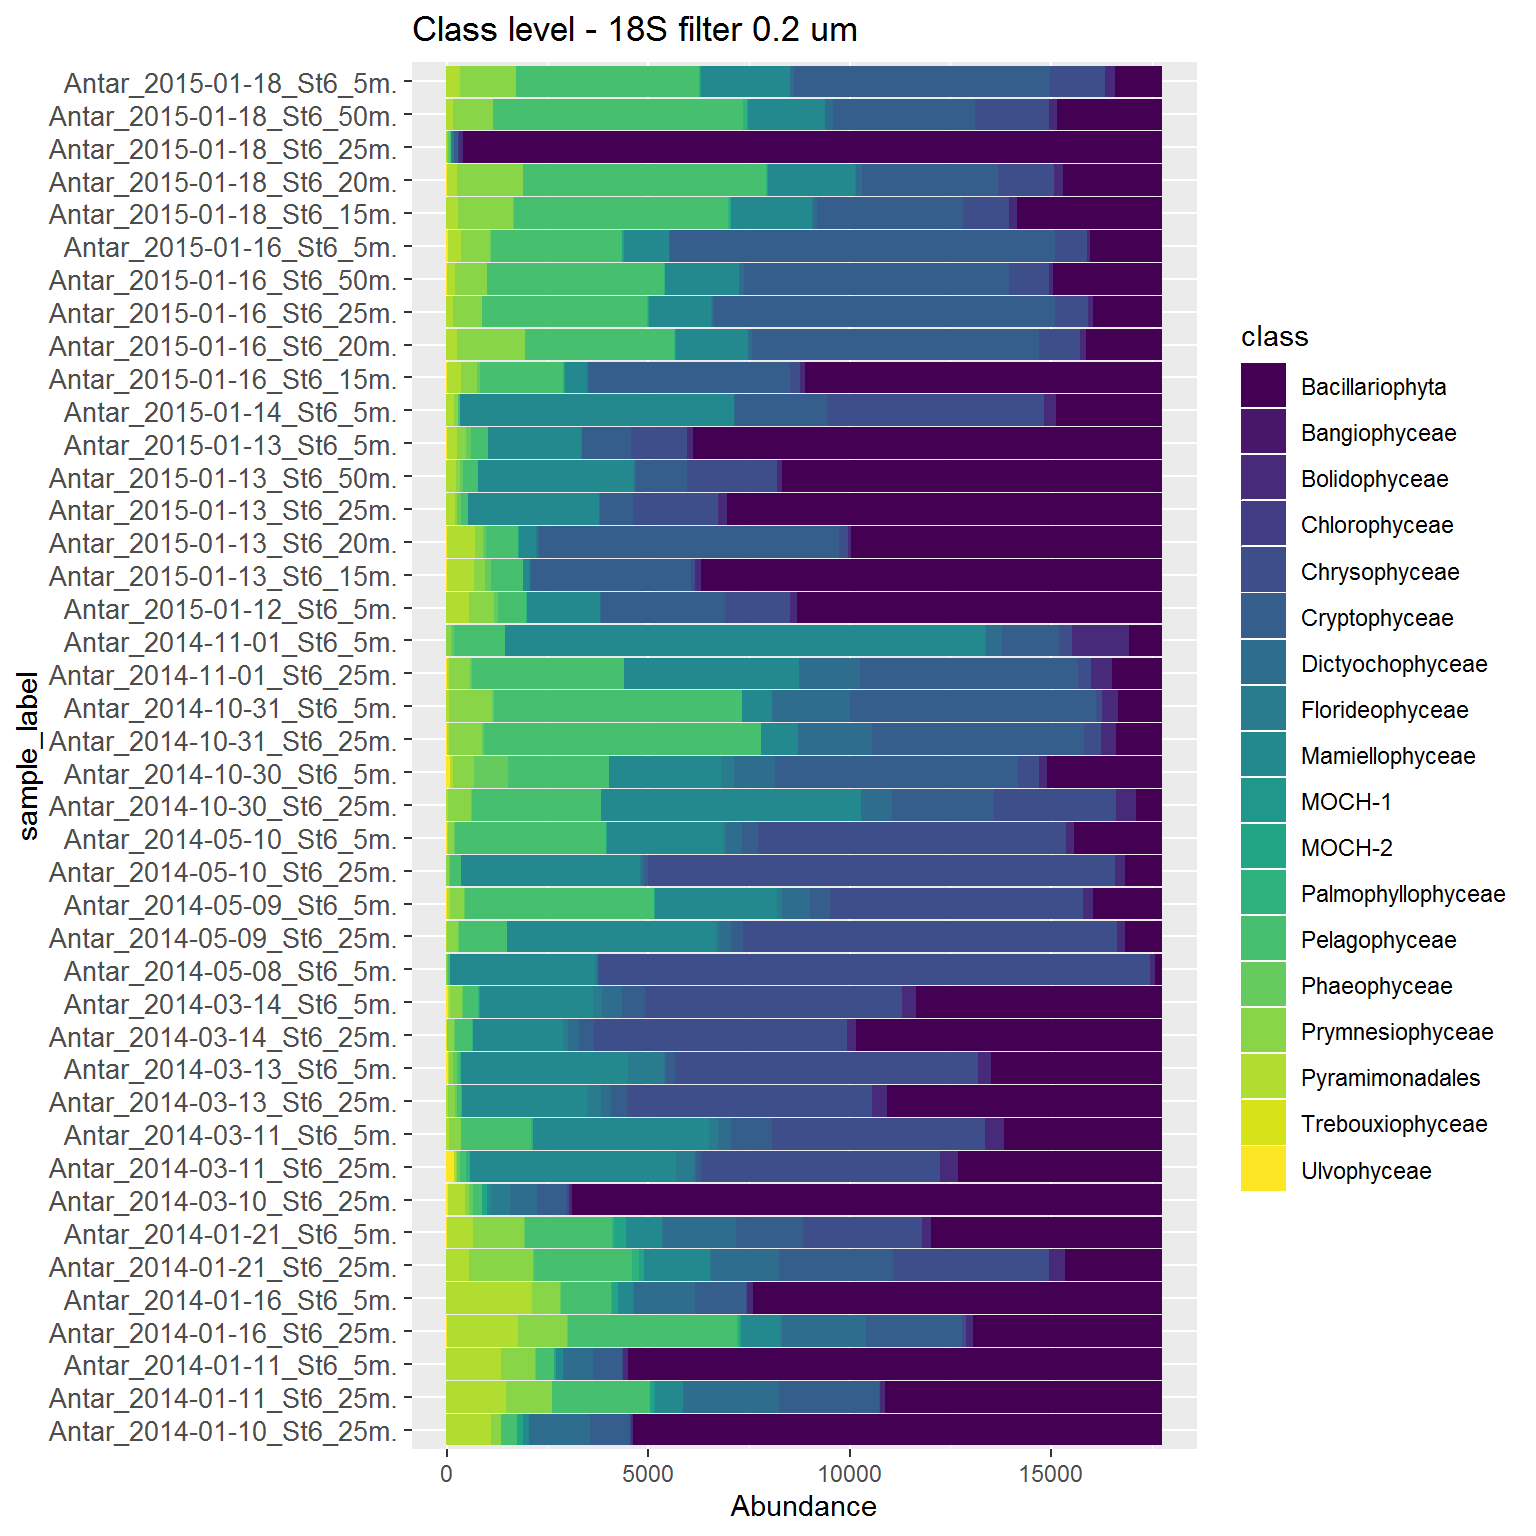 Class level - 18S filter 0.2 um
Antar_2015-01-18_St6_5m.
Antar_2015-01-18_St6_50m.
Antar_2015-01-18_St6_25m.
Antar_2015-01-18_St6_20m.
Antar_2015-01-18_St6_15m.
Antar_2015-01-16_St6_5m.
Antar_2015-01-16_St6_50m.
Antar_2015-01-16_St6_25m.
Antar_2015-01-16_St6_20m.
Antar_2015-01-16_St6_15m.
Antar_2015-01-14_St6_5m.
Antar_2015-01-13_St6_5m.
Antar_2015-01-13_St6_50m.
Antar_2015-01-13_St6_25m.
Antar_2015-01-13_St6_20m.
Antar_2015-01-13_St6_15m.
Antar_2015-01-12_St6_5m.
Antar_2014-11-01_St6_5m.
Antar_2014-11-01_St6_25m.
Antar_2014-10-31_St6_5m.
Antar_2014-10-31_St6_25m.
Antar_2014-10-30_St6_5m.
Antar_2014-10-30_St6_25m.
Antar_2014-05-10_St6_5m.
Antar_2014-05-10_St6_25m.
Antar_2014-05-09_St6_5m.
Antar_2014-05-09_St6_25m.
Antar_2014-05-08_St6_5m.
Antar_2014-03-14_St6_5m.
Antar_2014-03-14_St6_25m.
Antar_2014-03-13_St6_5m.
Antar_2014-03-13_St6_25m.
Antar_2014-03-11_St6_5m.
Antar_2014-03-11_St6_25m.
Antar_2014-03-10_St6_25m.
Antar_2014-01-21_St6_5m.
Antar_2014-01-21_St6_25m.
Antar_2014-01-16_St6_5m.
Antar_2014-01-16_St6_25m.
Antar_2014-01-11_St6_5m.
Antar_2014-01-11_St6_25m.
Antar_2014-01-10_St6_25m.
sample_label
0 5000 10000 15000
Abundance
class
Bacillariophyta
Bangiophyceae
Bolidophyceae
Chlorophyceae
Chrysophyceae
Cryptophyceae
Dictyochophyceae
Florideophyceae
Mamiellophyceae
MOCH-1
MOCH-2
Palmophyllophyceae
Pelagophyceae
Phaeophyceae
Prymnesiophyceae
Pyramimonadales
Trebouxiophyceae
Ulvophyceae